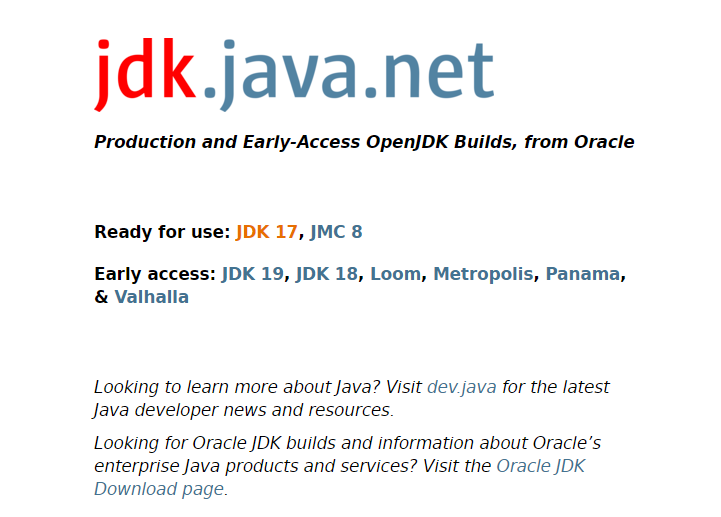 jdk.java.net
Production and Early-Access OpenJDK Builds, from Oracle
Ready for use: JDK 17, JMC 8
Early access: JDK 19, JDK 18, Loom, Metropolis, Panama,
& Valhalla
Looking to learn more about Java? Visit dev.java for the latest
Java developer news and resources.
Looking for Oracle JDK builds and information about Oracle’s
enterprise Java products and services? Visit the Oracle JDK
Download page.